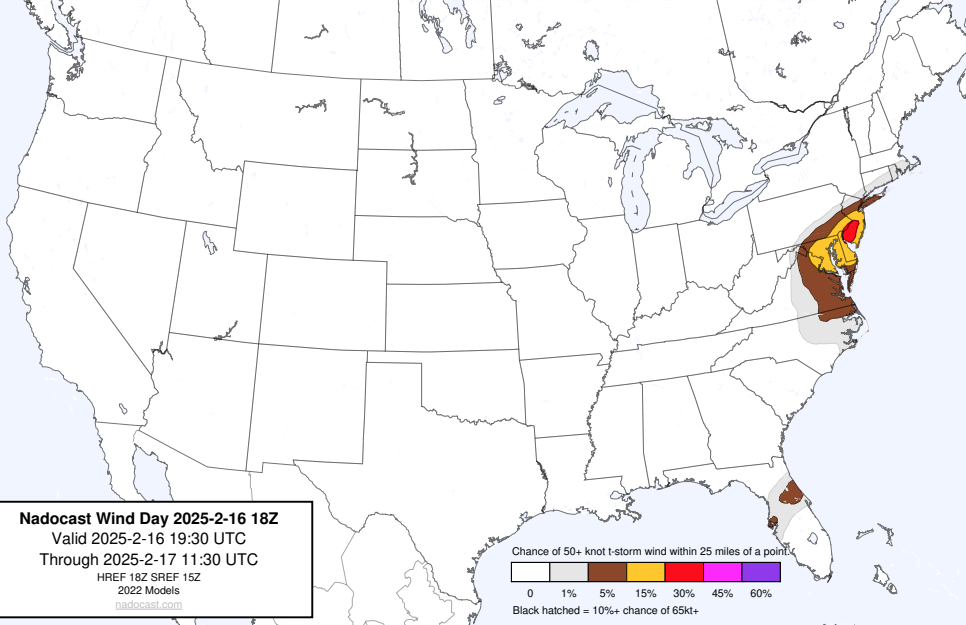 Nadocast Wind Day 2025-2-16 18Z
Valid 2025-2-16 19:30 UTC
Through 2025-2-17 11:30 UTC
HREF 18Z SREF 15Z
2022 Models
nadocast.com
Chance of 50+ knot t-storm wind within 25 miles of a point.
0 1% 5% 15% 30% 45% 60%
Black hatched = 10%+ chance of 65kt+